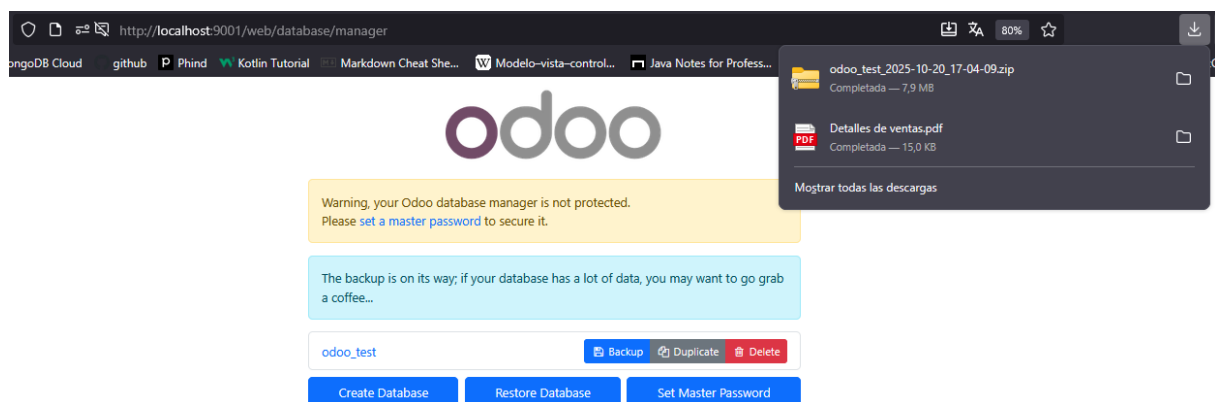 http://localhost:9001/web/database/manager
80%
ongoDB Cloud github P Phind Kotlin Tutorial Markdown Cheat She... W Modelo–vista–control... Java Notes for Profess...
odoo_test_2025-10-20_17-04-09.zip
Completada — 7,9 MB
PDF
Detalles de ventas.pdf
Completada — 15,0 KB
Mostrar todas las descargas
odoo
Warning, your Odoo database manager is not protected.
Please set a master password to secure it.
The backup is on its way; if your database has a lot of data, you may want to go grab
a coffee...
odoo_test Backup Duplicate Delete
Create Database Restore Database Set Master Password